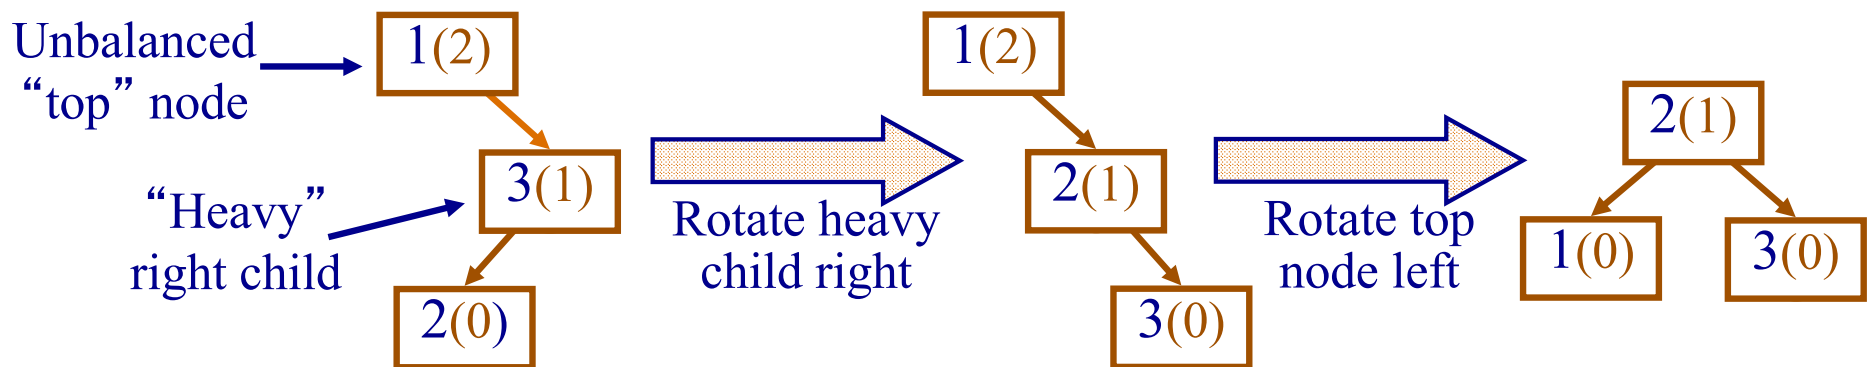 Unbalanced
“top” node
1(2)
3(1)
“Heavy”
right child
2(0)
Rotate heavy
child right
1(2)
2(1)
3(0)
Rotate top
node left
2(1)
1(0)
3(0)